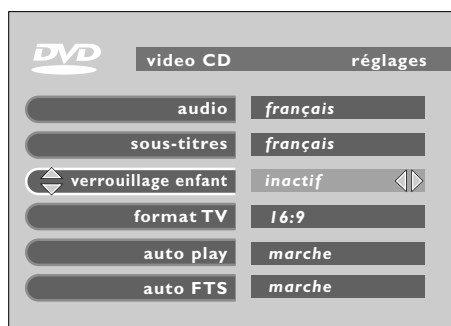 DVD
video CD réglages
audio français
sous-titres français
verrouillage enfant inactif
format TV 16:9
auto play marche
auto FTS marche